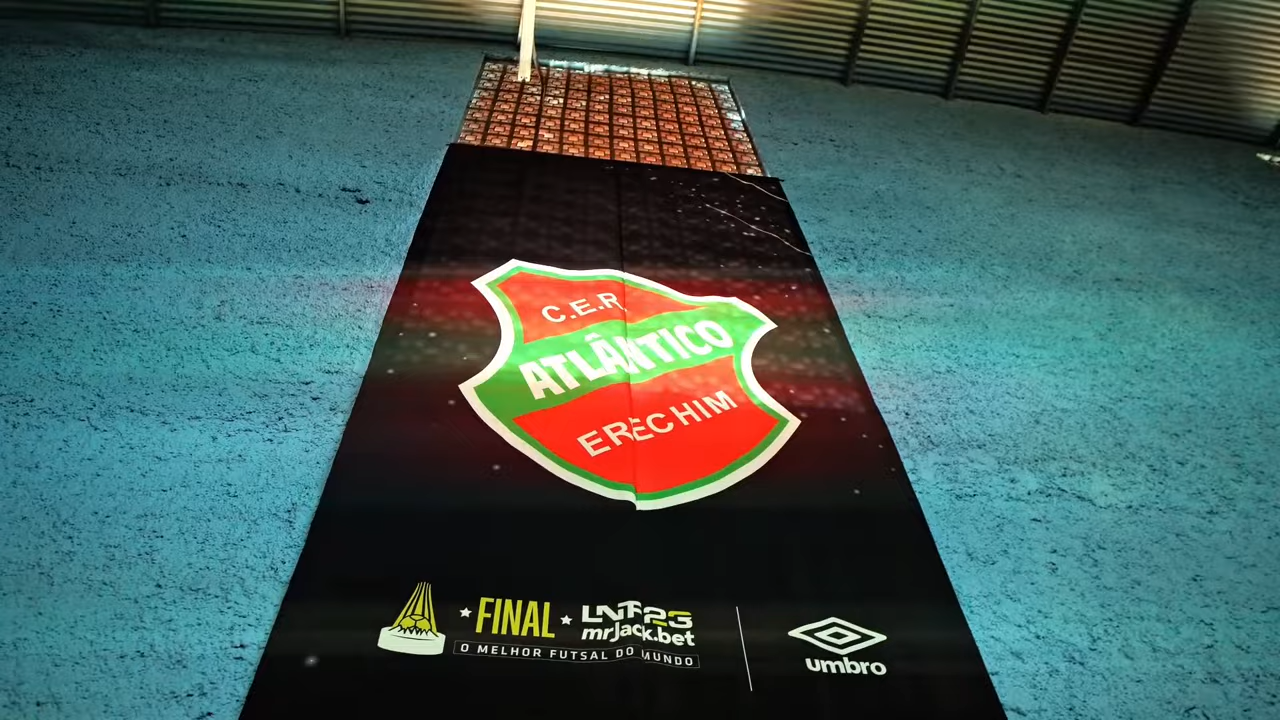 C.E.R.
ATLÂNTICO
ERECHIM
FINAL
LNF23
mrJack.bet
O MELHOR FUTSAL DO MUNDO
umbro